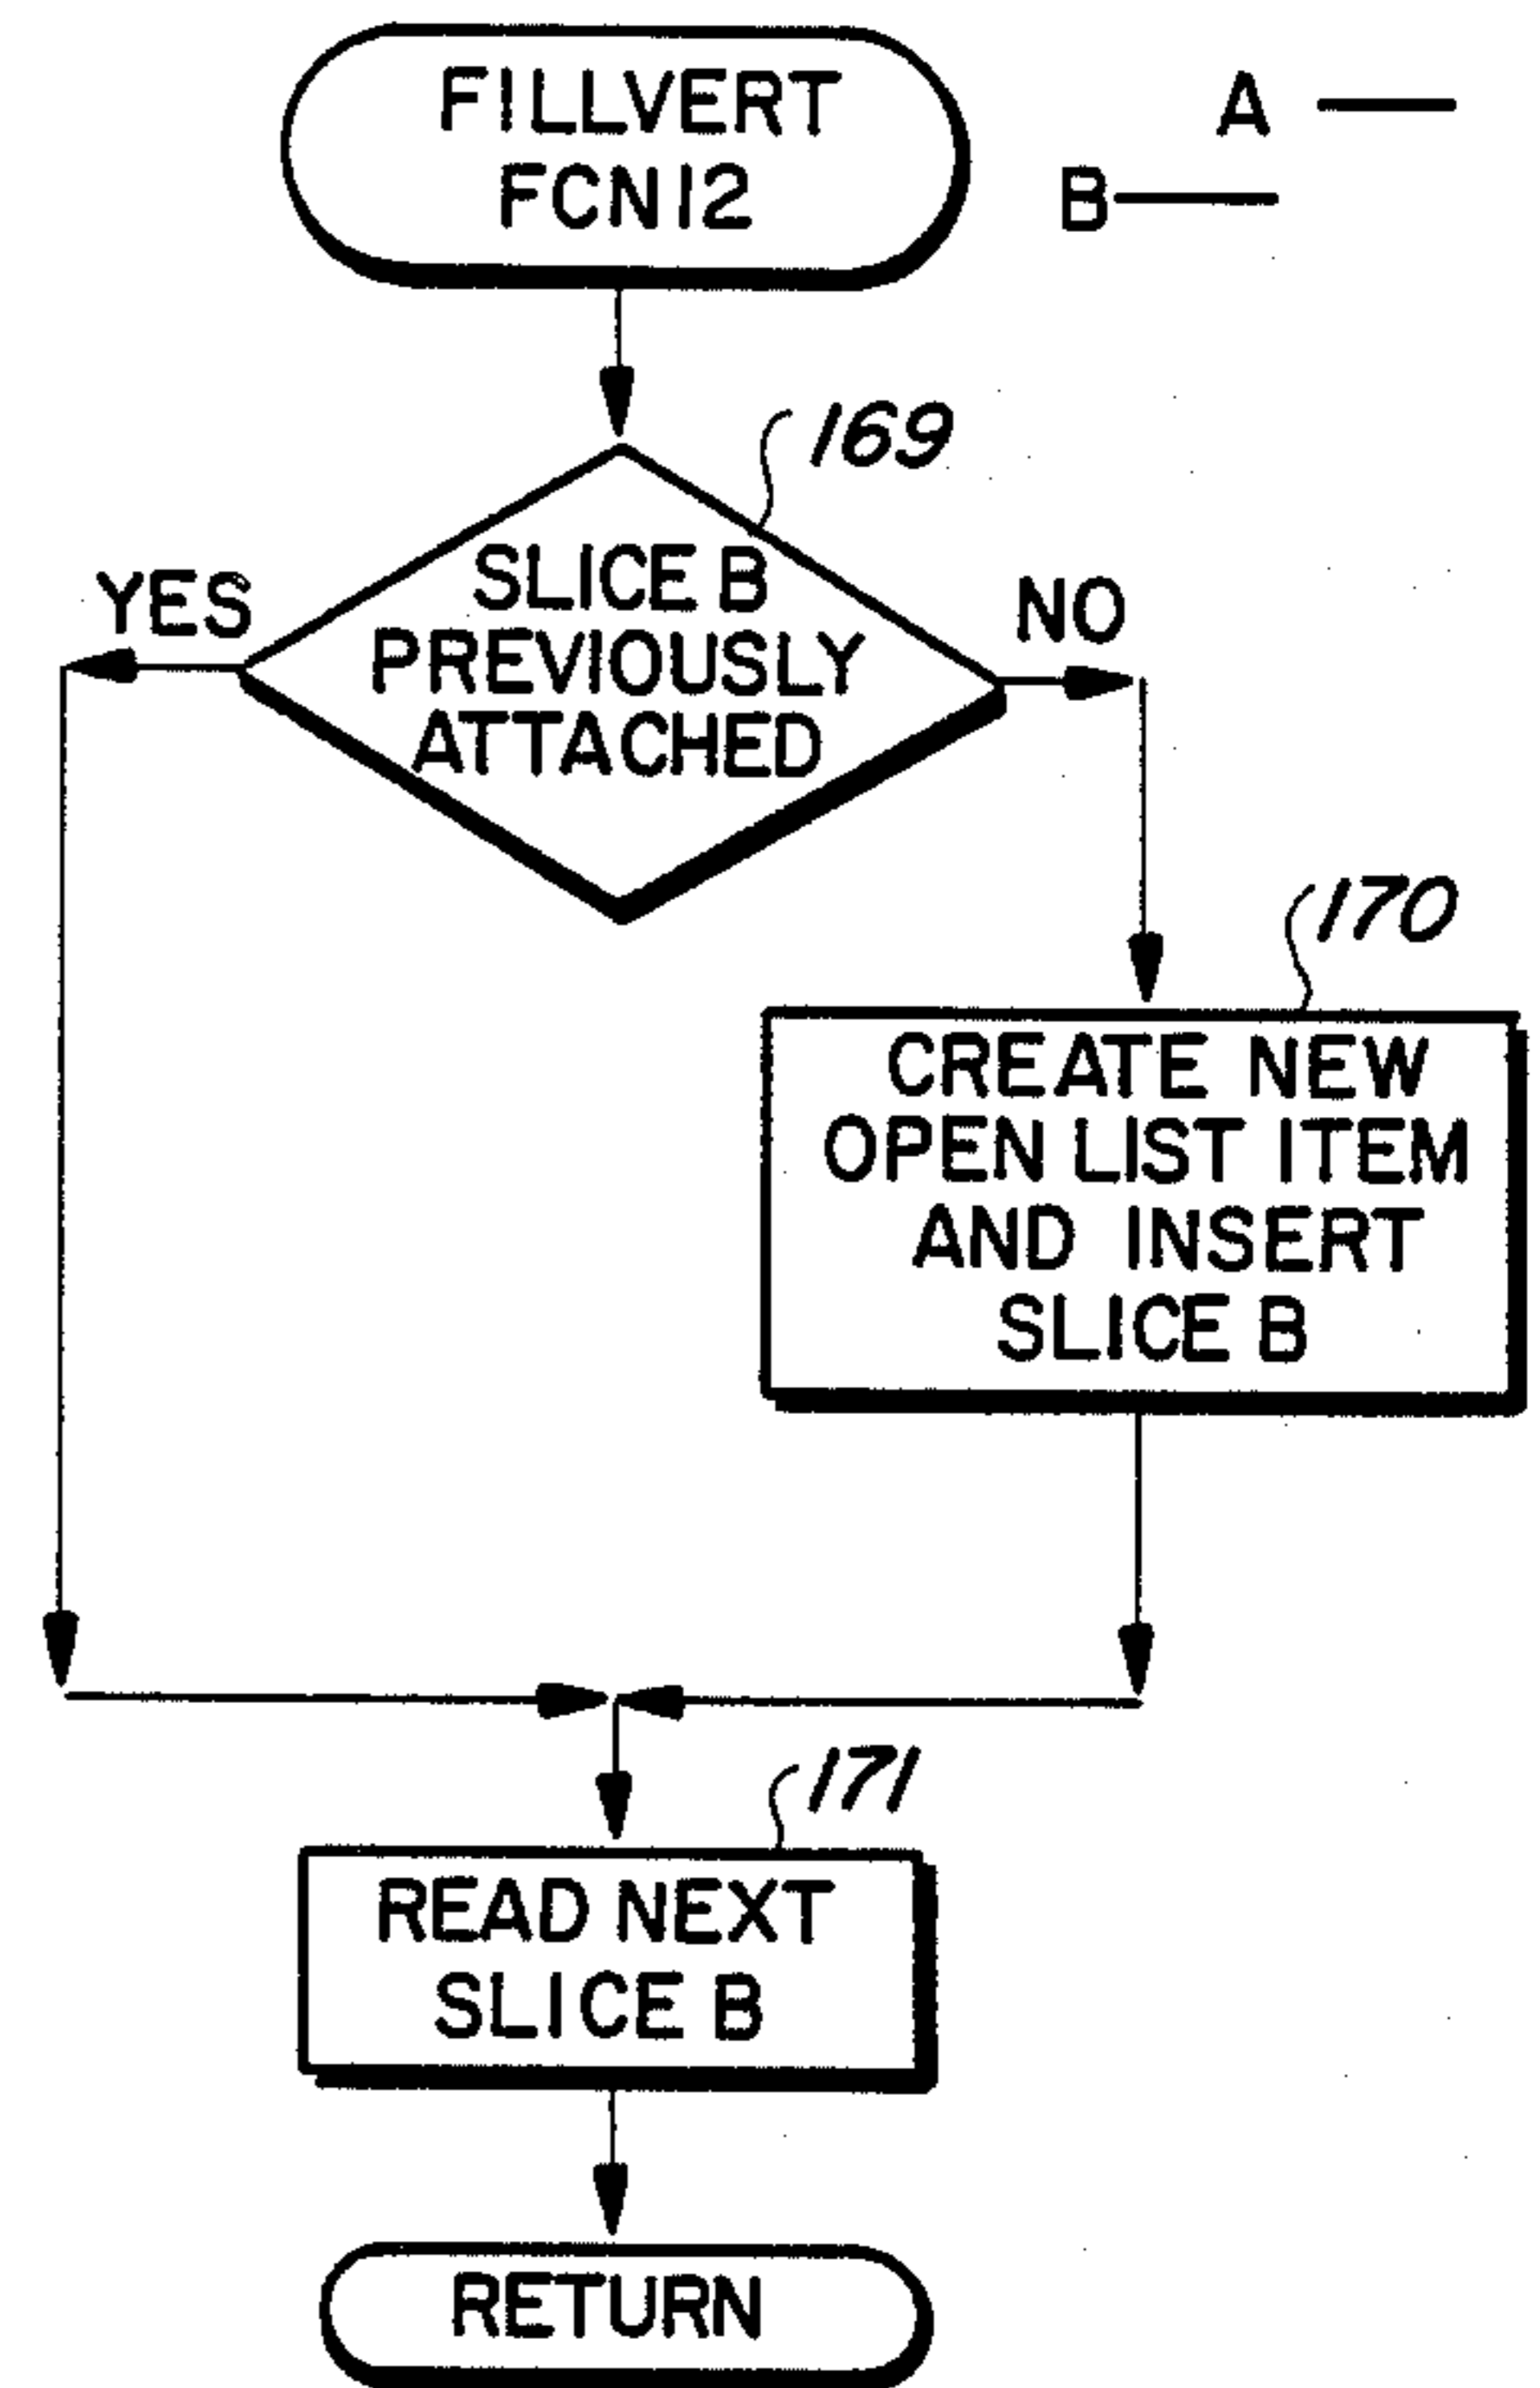 FILLVERT
FCN12
A
B
169
SLICE B
PREVIOUSLY
ATTACHED
YES
NO
170
CREATE NEW
OPEN LIST ITEM
AND INSERT
SLICE B
171
READ NEXT
SLICE B
RETURN